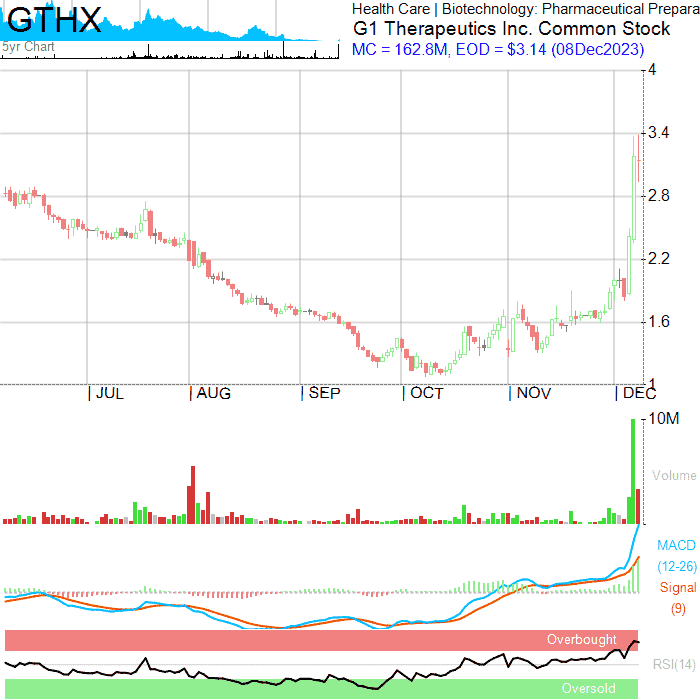 GTHX
5yr Chart
Health Care | Biotechnology: Pharmaceutical Prepara
G1 Therapeutics Inc. Common Stock
MC = 162.8M, EOD = $3.14 (08Dec2023)
4
3.4
2.8
2.2
1.6
1
JUL AUG SEP OCT NOV DEC
10M
Volume
MACD
(12-26)
Signal
(9)
Overbought
RSI(14)
Oversold